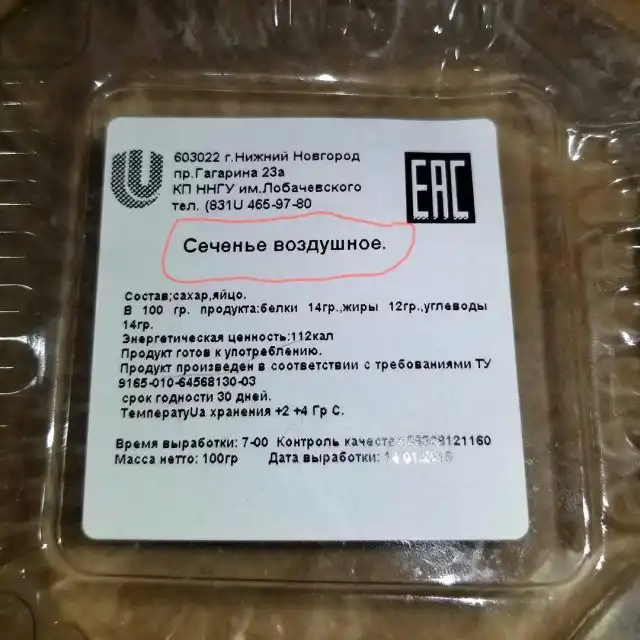 603022 г.Нижний Новгород
пр.Гагарина 23а
КП ННГУ им.Лобачевского
тел. (831U 465-97-80
EAC
Сеченье воздушное.
Состав;сахар,яйцо.
В 100 гр. продукта:белки 14гр.,жиры 12гр.,углеводы
14гр.
Энергетическая ценность:112кал
Продукт готов к употреблению.
Продукт произведен в соответствии с требованиями ТУ
9165-010-64568130-03
срок годности 30 дней.
ТемператуUа хранения +2 +4 Гр С.
Время выработки: 7-00 Контроль качества
Масса нетто: 100гр Дата выработки: